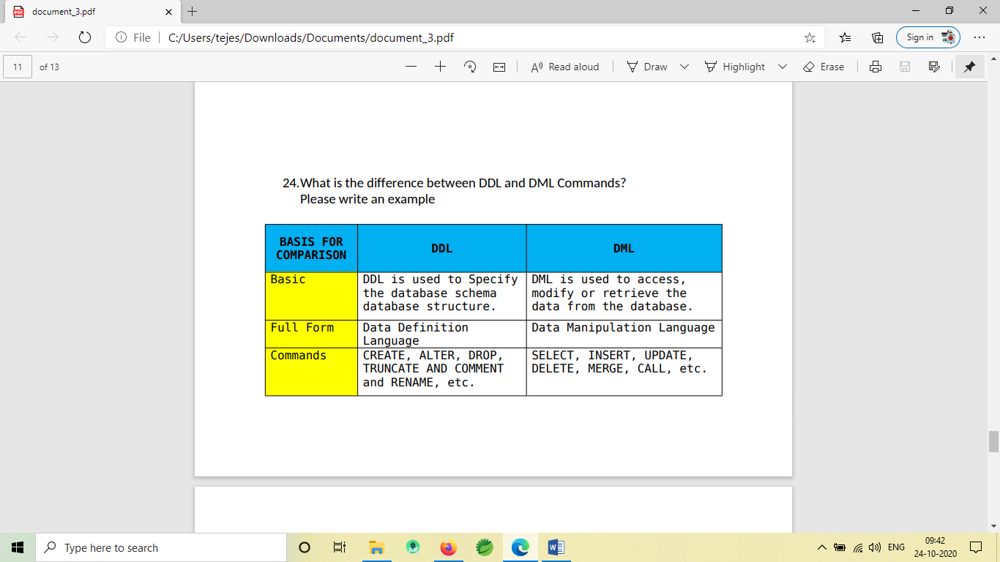 document_3.pdf
File
C:/Users/tejes/Downloads/Documents/document_3.pdf
Sign in
11 of 13
Read aloud
Draw
Highlight
Erase
24.What is the difference between DDL and DML Commands?
Please write an example
BASIS FOR
COMPARISON
DDL
DML
Basic
DDL is used to Specify
the database schema
database structure.
DML is used to access,
modify or retrieve the
data from the database.
Full Form
Data Definition
Language
Data Manipulation Language
Commands
CREATE, ALTER, DROP,
TRUNCATE AND COMMENT
and RENAME, etc.
SELECT, INSERT, UPDATE,
DELETE, MERGE, CALL, etc.
Type here to search
ENG
09:42
24-10-2020